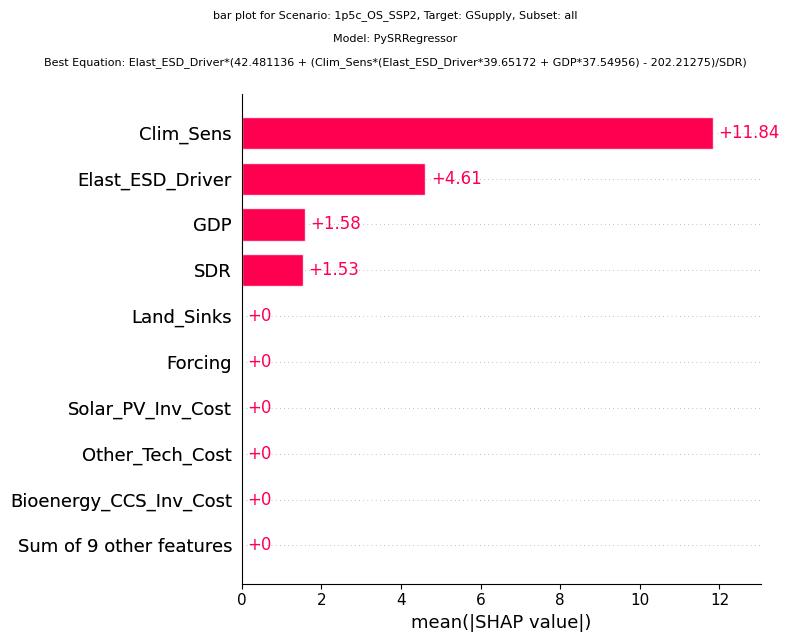 bar plot for Scenario: 1p5c_OS_SSP2, Target: GSupply, Subset: all
Model: PySRRegressor
Best Equation: Elast_ESD_Driver*(42.481136 + (Clim_Sens*(Elast_ESD_Driver*39.65172 + GDP*37.54956) - 202.21275)/SDR)
Clim_Sens +11.84
Elast_ESD_Driver +4.61
GDP +1.58
SDR +1.53
Land_Sinks +0
Forcing +0
Solar_PV_Inv_Cost +0
Other_Tech_Cost +0
Bioenergy_CCS_Inv_Cost +0
Sum of 9 other features +0
0 2 4 6 8 10 12
mean(|SHAP value|)